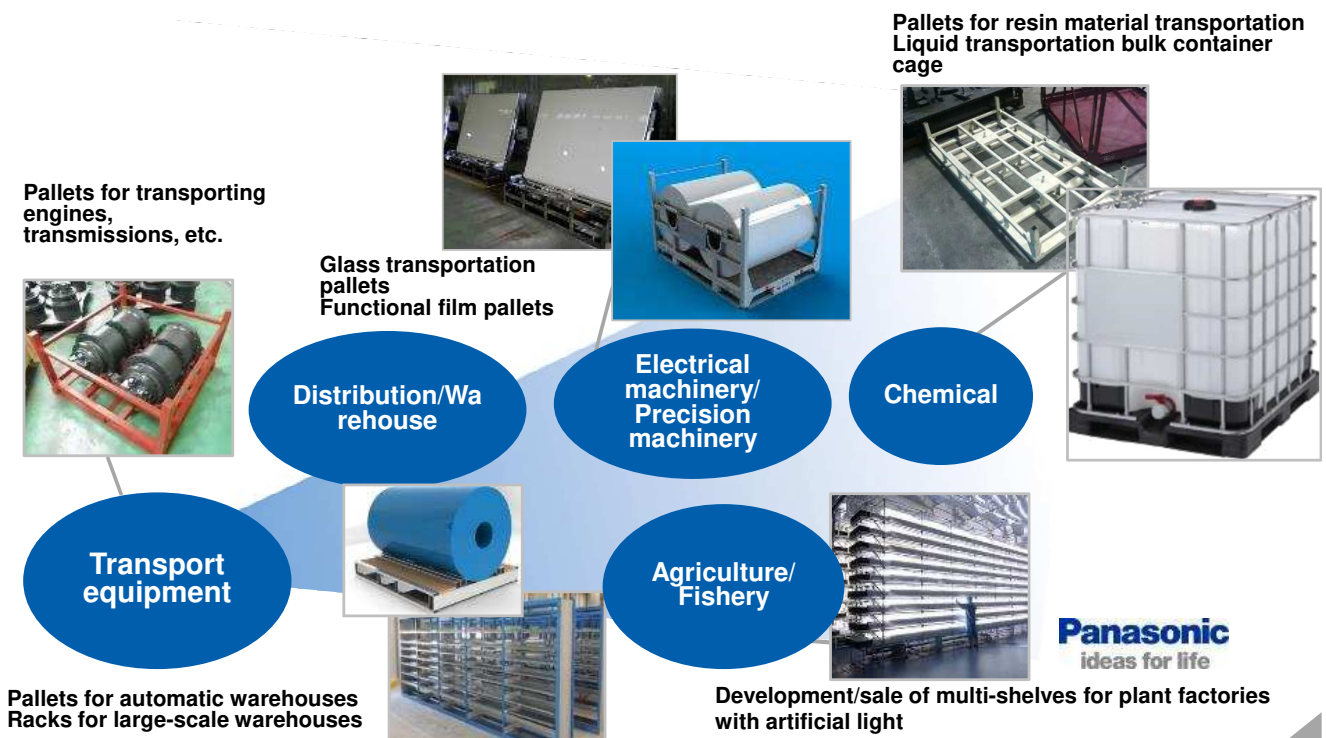 Pallets for resin material transportation
Liquid transportation bulk container
cage
Pallets for transporting
engines,
transmissions, etc.
Glass transportation
pallets
Functional film pallets
Distribution/Wa
rehouse
Electrical
machinery/
Precision
machinery
Chemical
Transport
equipment
Agriculture/
Fishery
Panasonic
ideas for life
Pallets for automatic warehouses
Racks for large-scale warehouses
Development/sale of multi-shelves for plant factories
with artificial light